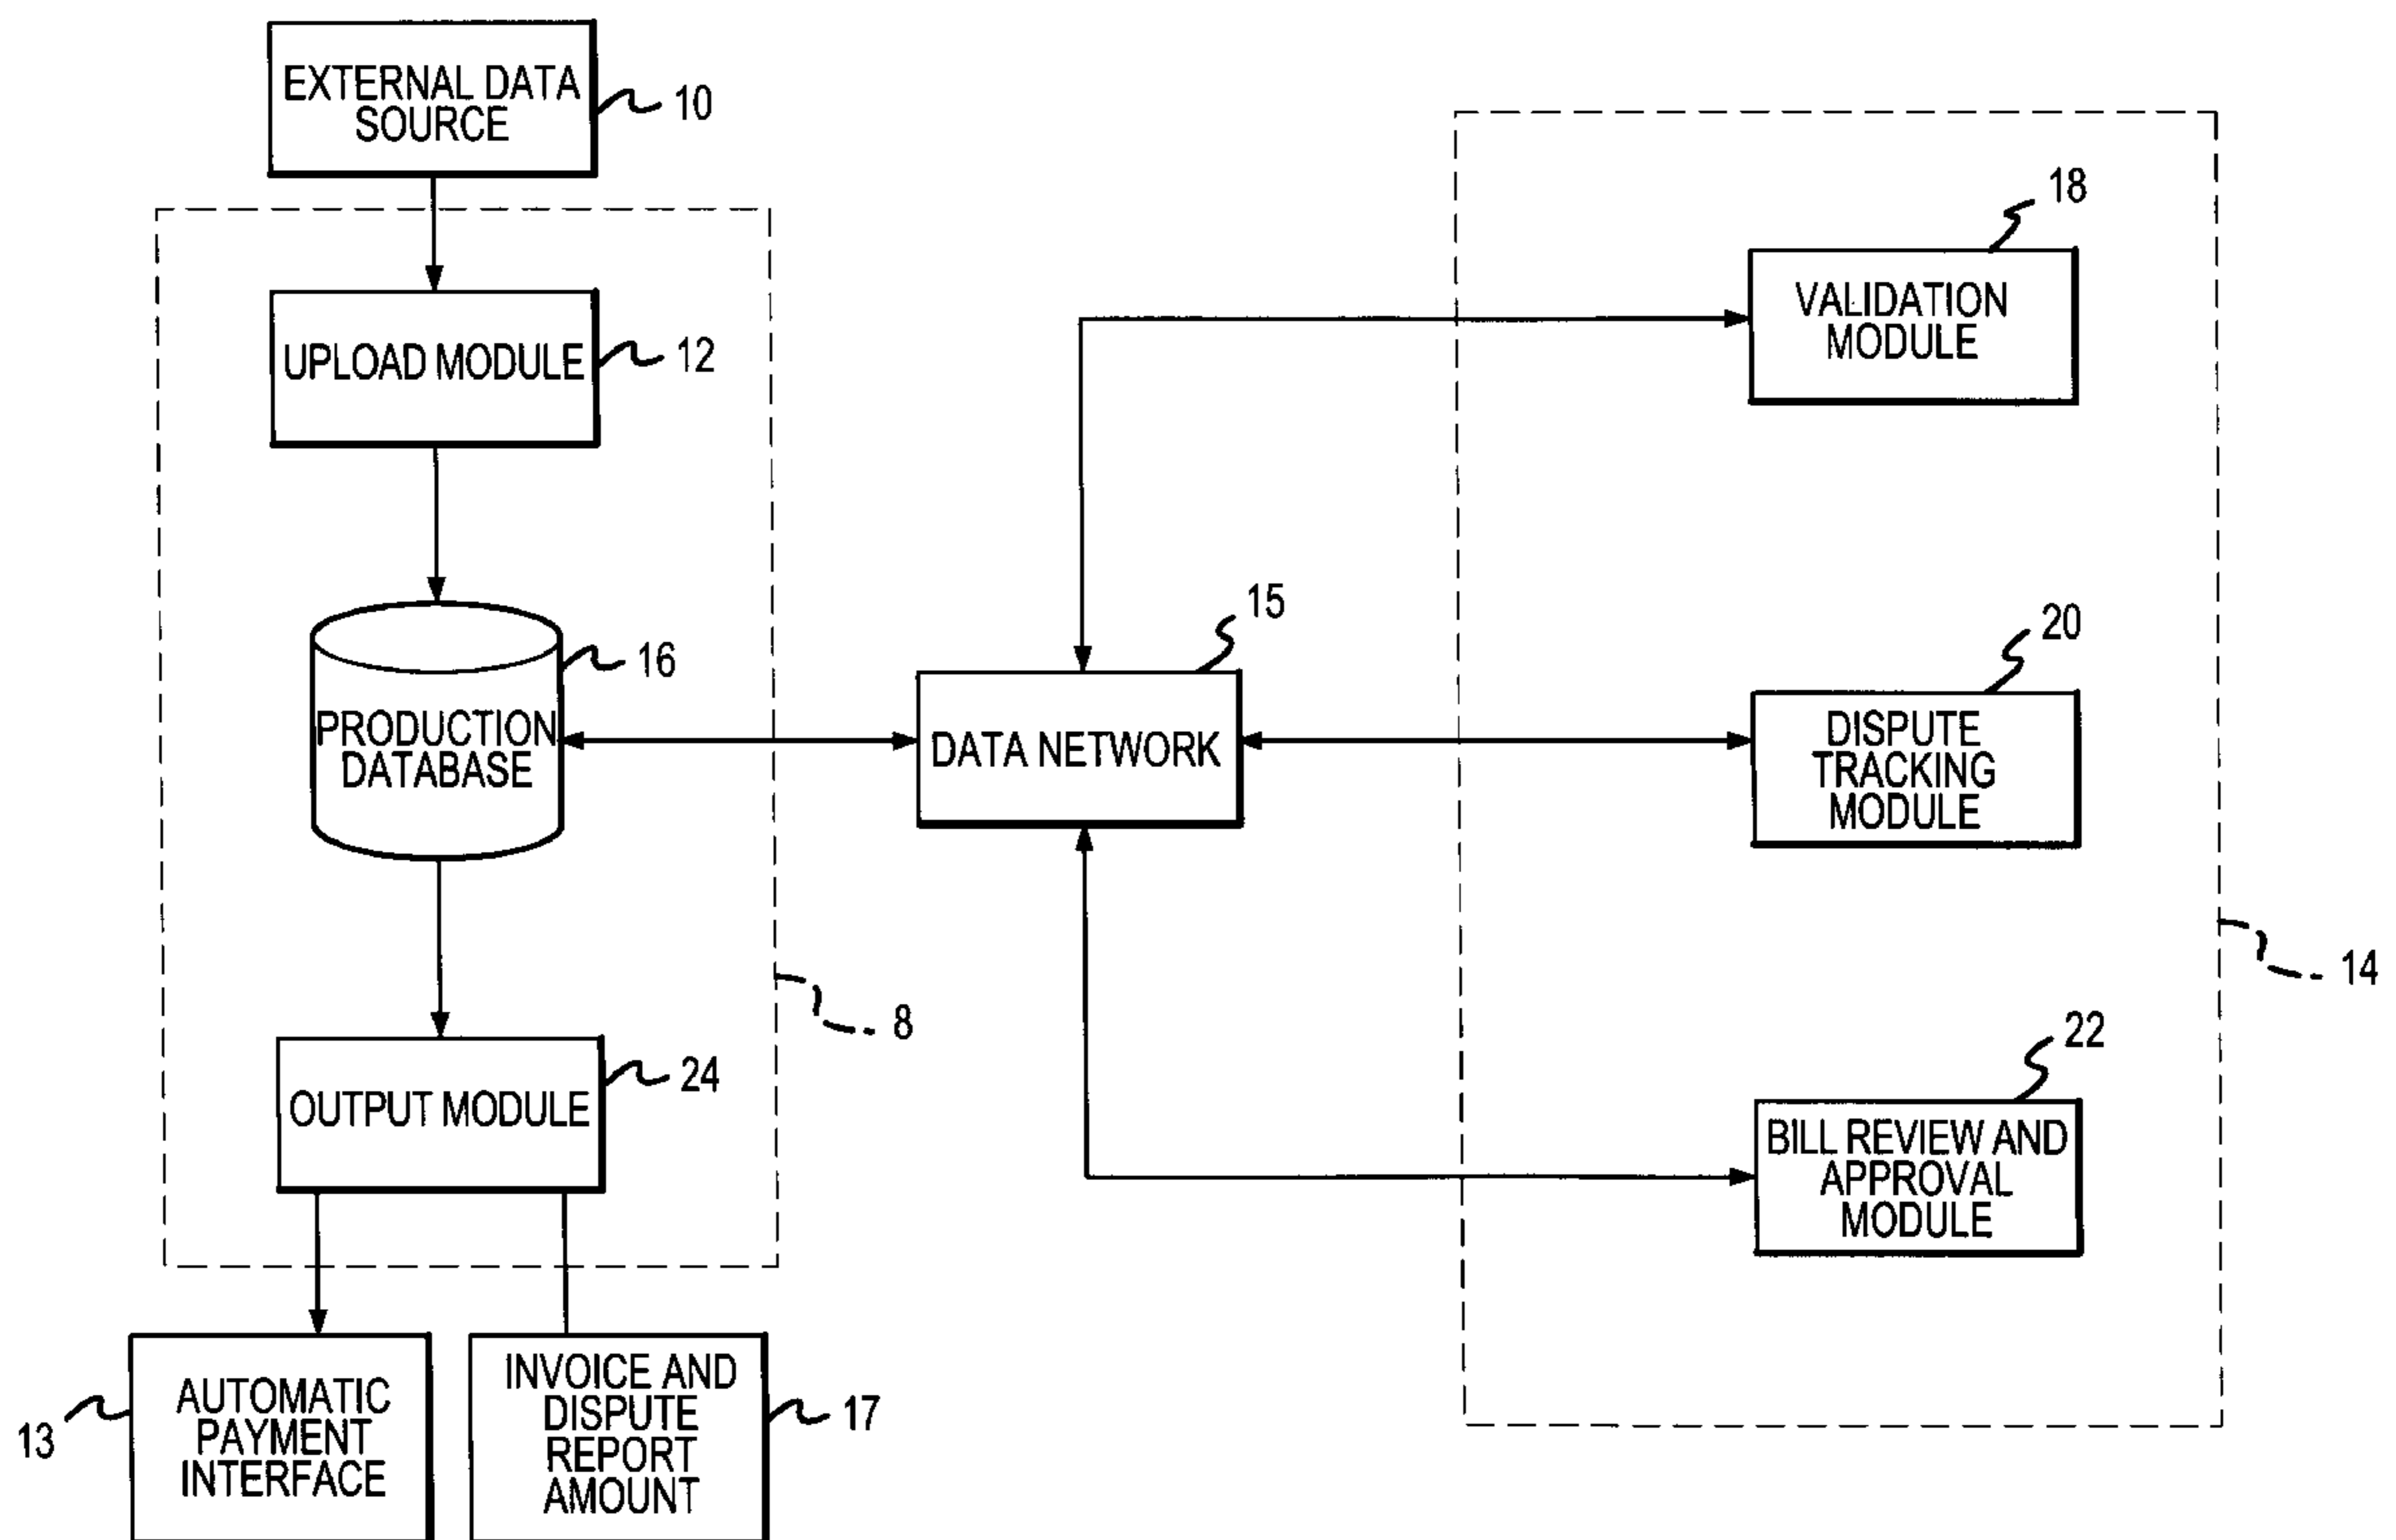 EXTERNAL DATA
SOURCE
10
UPLOAD MODULE
12
PRODUCTION
DATABASE
16
OUTPUT MODULE
24
8
AUTOMATIC
PAYMENT
INTERFACE
13
INVOICE AND
DISPUTE
REPORT
AMOUNT
17
DATA NETWORK
15
VALIDATION
MODULE
18
DISPUTE
TRACKING
MODULE
20
BILL REVIEW AND
APPROVAL
MODULE
22
14